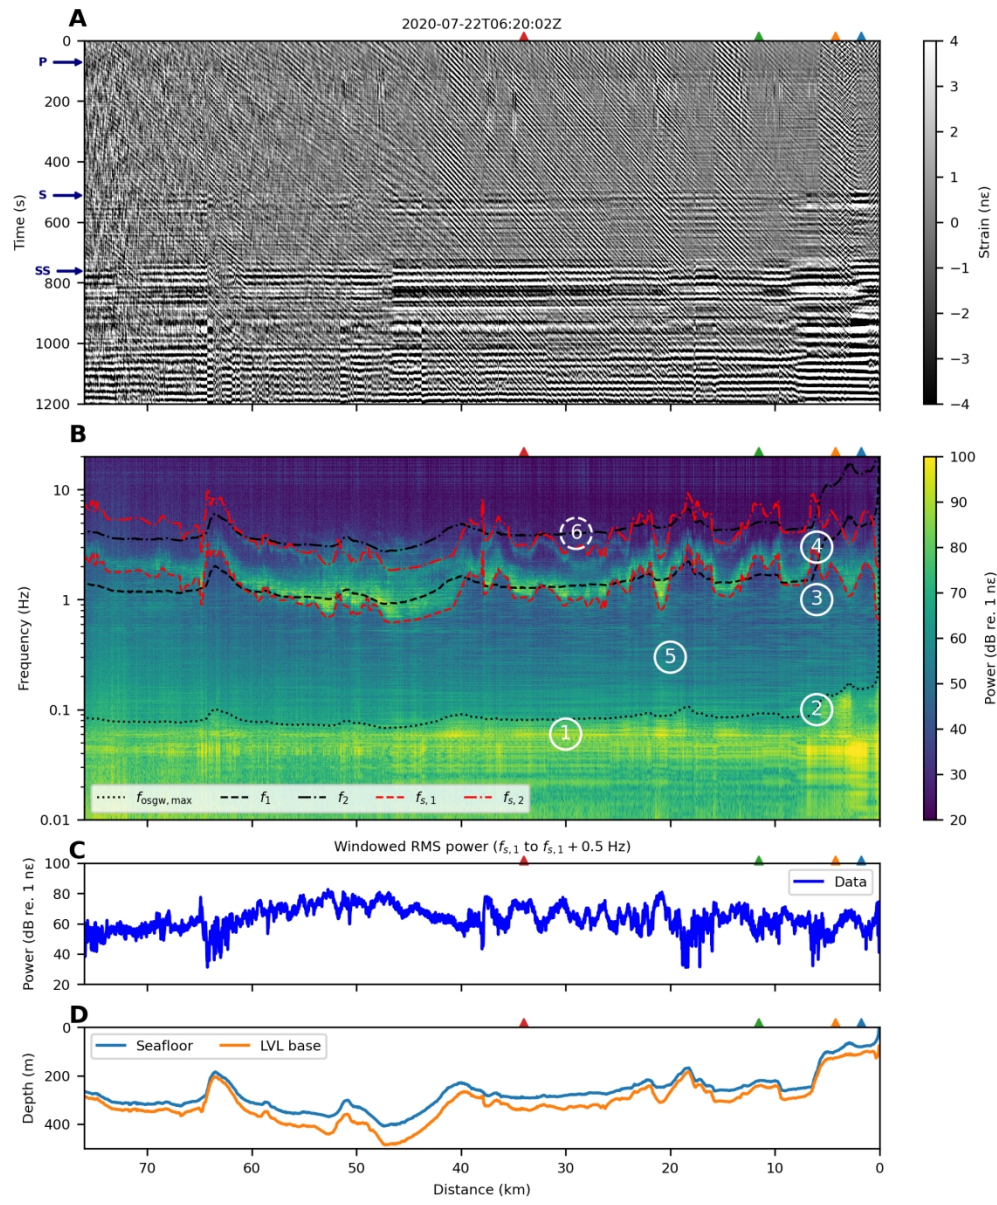 A
2020-07-22T06:20:02Z
0
200
400
600
800
1000
1200
Time (s)
P
S
SS
4
3
2
1
0
−1
−2
−3
−4
Strain (nε)
B
10
1
0.1
0.01
Frequency (Hz)
6
4
3
5
2
1
f_osgw,max f_1 f_2 f_s,1 f_s,2
100
90
80
70
60
50
40
30
20
Power (dB re. 1 nε)
C
Windowed RMS power (f_s,1 to f_s,1 + 0.5 Hz)
100
80
60
40
20
Power (dB re. 1 nε)
Data
D
0
200
400
Depth (m)
Seafloor LVL base
70 60 50 40 30 20 10 0
Distance (km)